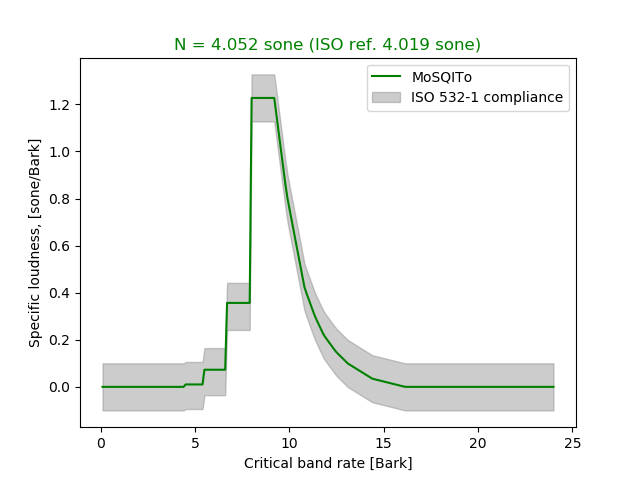 N = 4.052 sone (ISO ref. 4.019 sone)
MoSQITo
ISO 532-1 compliance
Specific loudness, [sone/Bark]
1.2
1.0
0.8
0.6
0.4
0.2
0.0
0 5 10 15 20 25
Critical band rate [Bark]